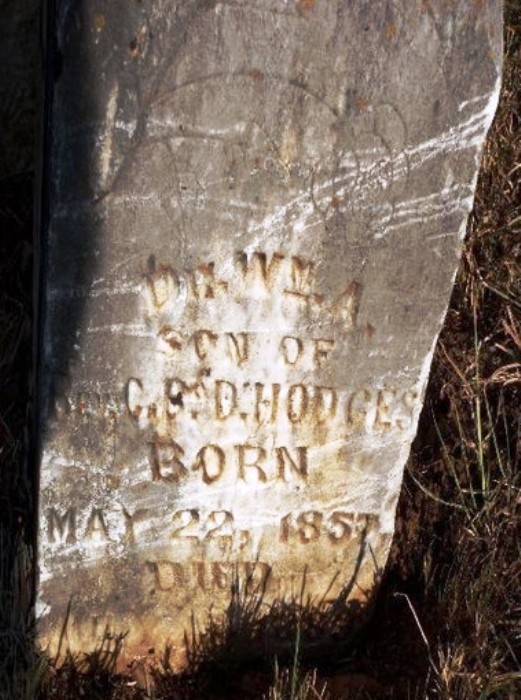 DR. WM. A.
SON OF
C. P. & D. HODGES
BORN
MAY 22, 1857
DIED